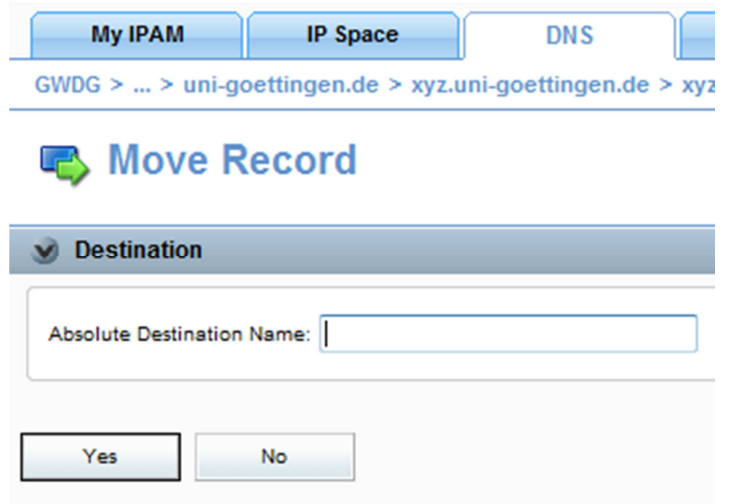 My IPAM IP Space DNS
GWDG > ... > uni-goettingen.de > xyz.uni-goettingen.de > xyz
Move Record
Destination
Absolute Destination Name:
Yes No